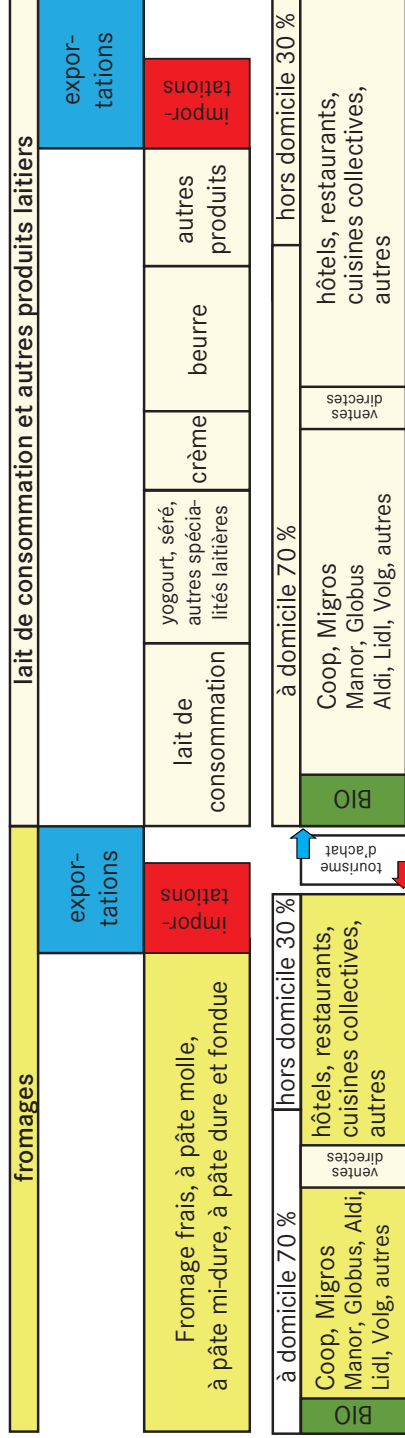 fromages
lait de consommation et autres produits laitiers
expor-
tations
expor-
tations
Fromage frais, à pâte molle,
à pâte mi-dure, à pâte dure et fondue
impor-
tations
lait de
consommation
yogourt, séré,
autres spécia-
lités laitières
crème
beurre
autres
produits
impor-
tations
à domicile 70 %
hors domicile 30 %
à domicile 70 %
hors domicile 30 %
BIO
Coop, Migros
Manor, Globus, Aldi,
Lidl, Volg, autres
ventes
directes
hôtels, restaurants,
cuisines collectives,
autres
tourisme
d'achat
BIO
Coop, Migros
Manor, Globus
Aldi, Lidl, Volg, autres
ventes
directes
hôtels, restaurants,
cuisines collectives,
autres